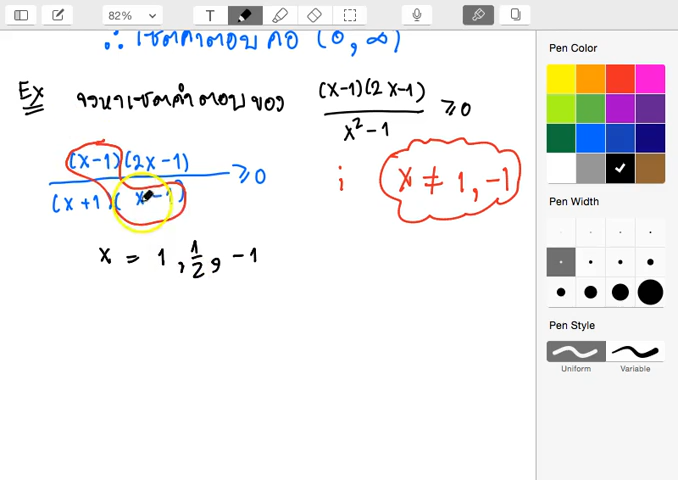 82%
∴ เซตคำตอบคือ (0, ∞)
Ex จงหาเซตคำตอบของ (x-1)(2x-1) / x²-1 ≥ 0
(x-1)(2x-1) / (x+1)(x-1) ≥ 0 ; x ≠ 1, -1
x = 1, 1/2, -1
Pen Color
Pen Width
Pen Style
Uniform Variable